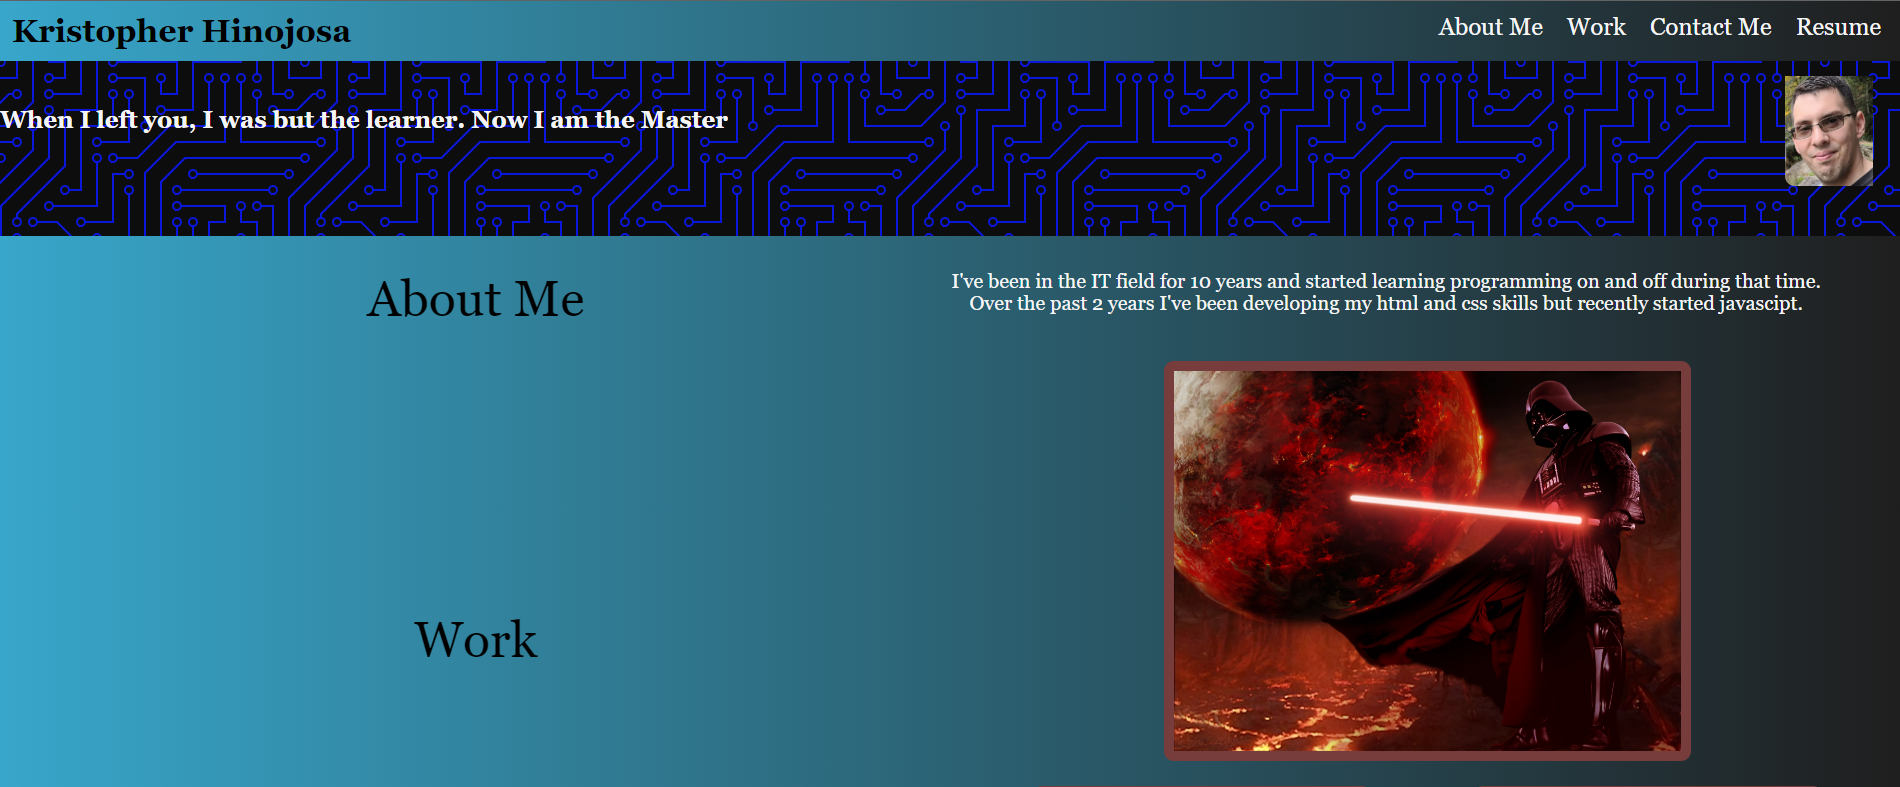 Kristopher Hinojosa
About Me Work Contact Me Resume
When I left you, I was but the learner. Now I am the Master
About Me
I've been in the IT field for 10 years and started learning programming on and off during that time.
Over the past 2 years I've been developing my html and css skills but recently started javascipt.
Work